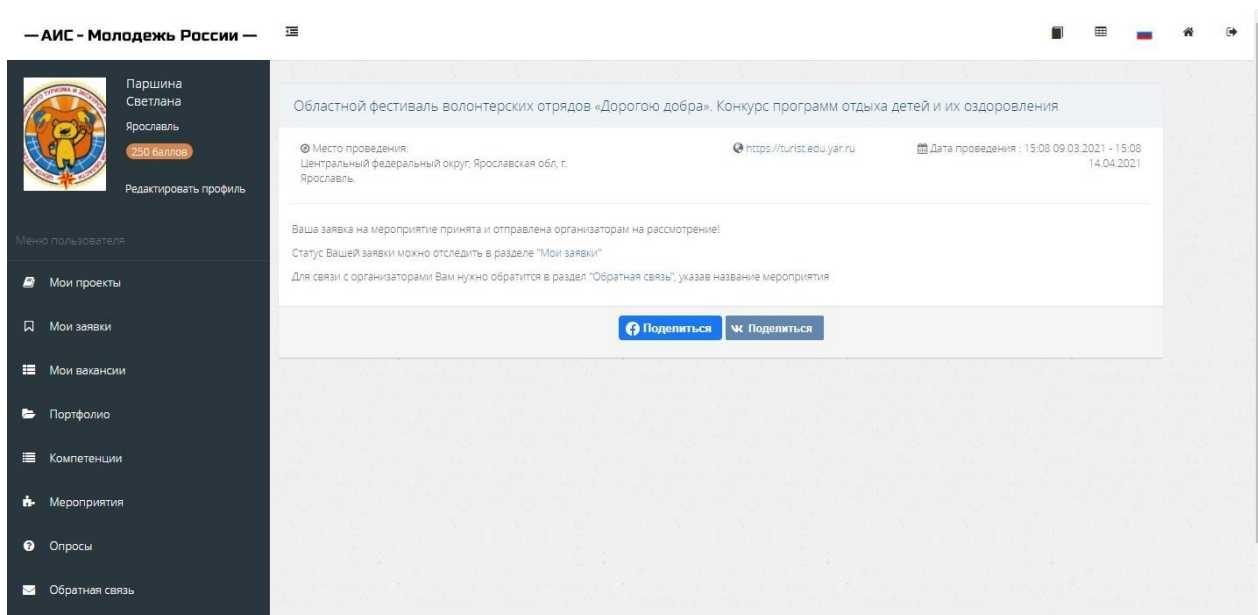 — АИС - Молодежь России —
Паршина
Светлана
Ярославль
250 баллов
Редактировать профиль
Меню пользователя
Мои проекты
Мои заявки
Мои вакансии
Портфолио
Компетенции
Мероприятия
Опросы
Обратная связь
Областной фестиваль волонтерских отрядов «Дорогою добра». Конкурс программ отдыха детей и их оздоровления
Место проведения:
Центральный федеральный округ, Ярославская обл, г.
Ярославль.
https://turist.edu.yar.ru
Дата проведения : 15:08 09.03.2021 - 15:08
14.04.2021
Ваша заявка на мероприятие принята и отправлена организаторам на рассмотрение!
Статус Вашей заявки можно отследить в разделе "Мои заявки"
Для связи с организаторами Вам нужно обратится в раздел "Обратная связь", указав название мероприятия
Поделиться
Поделиться